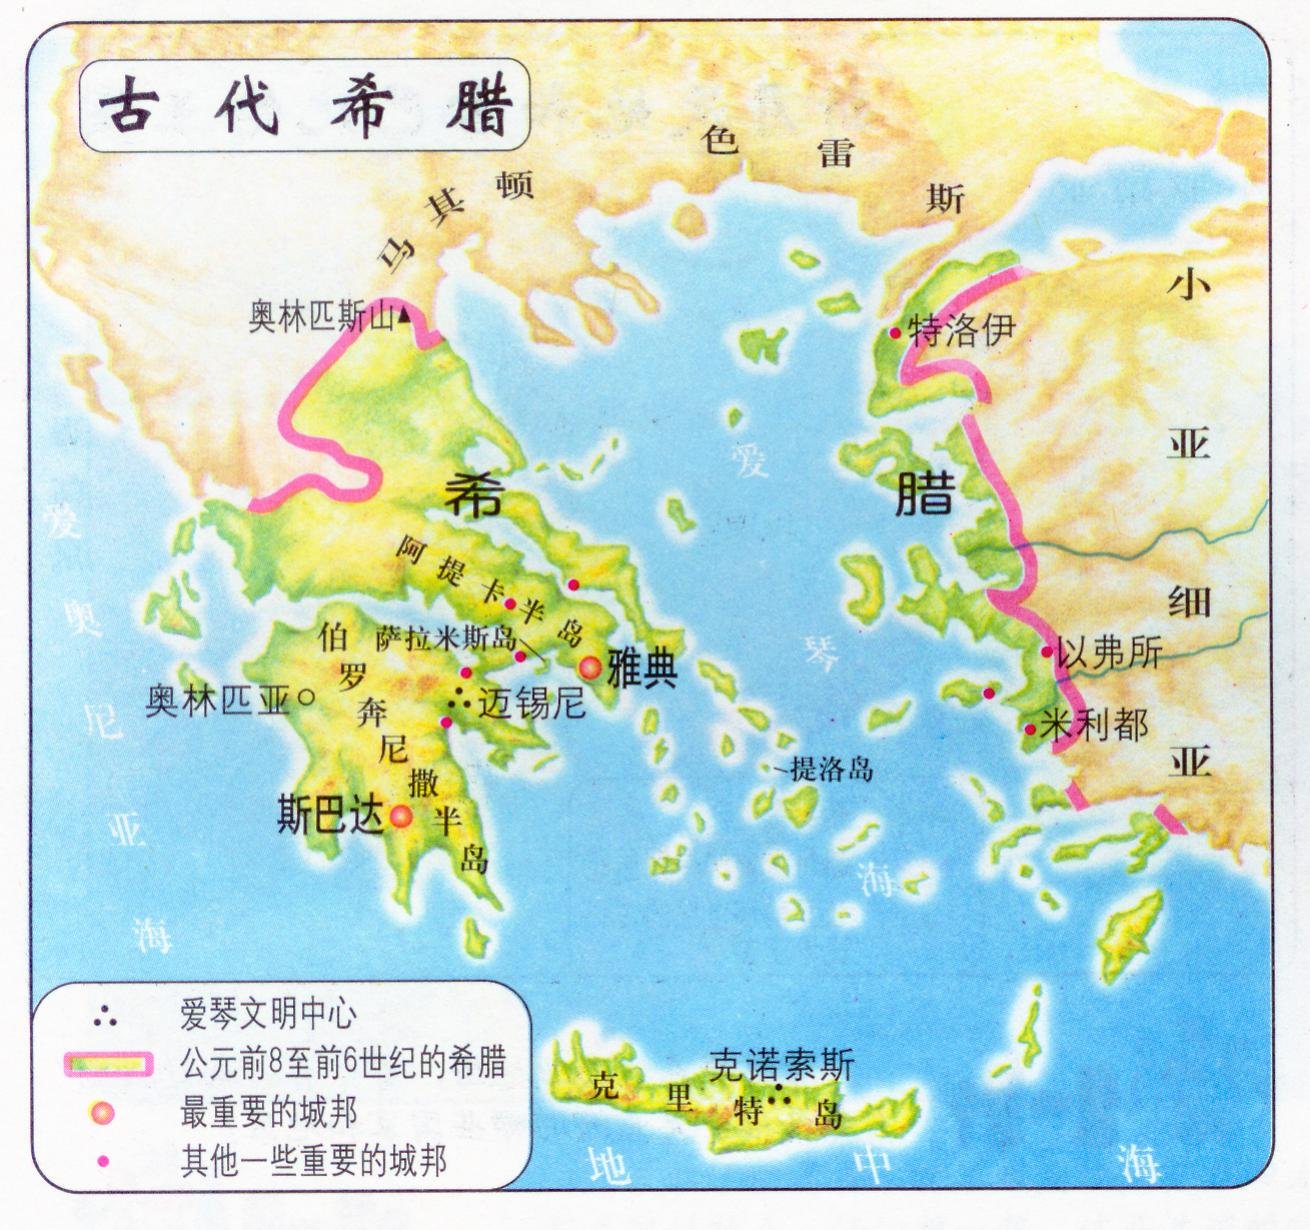 古代希腊
色雷斯
马其顿
奥林匹斯山
特洛伊
小亚细亚
希腊
爱琴海
爱奥尼亚海
阿提卡半岛
萨拉米斯岛
雅典
伯罗奔尼撒半岛
奥林匹亚
迈锡尼
以弗所
米利都
提洛岛
斯巴达
克诺索斯
克里特岛
地中海
爱琴文明中心
公元前8至前6世纪的希腊
最重要的城邦
其他一些重要的城邦